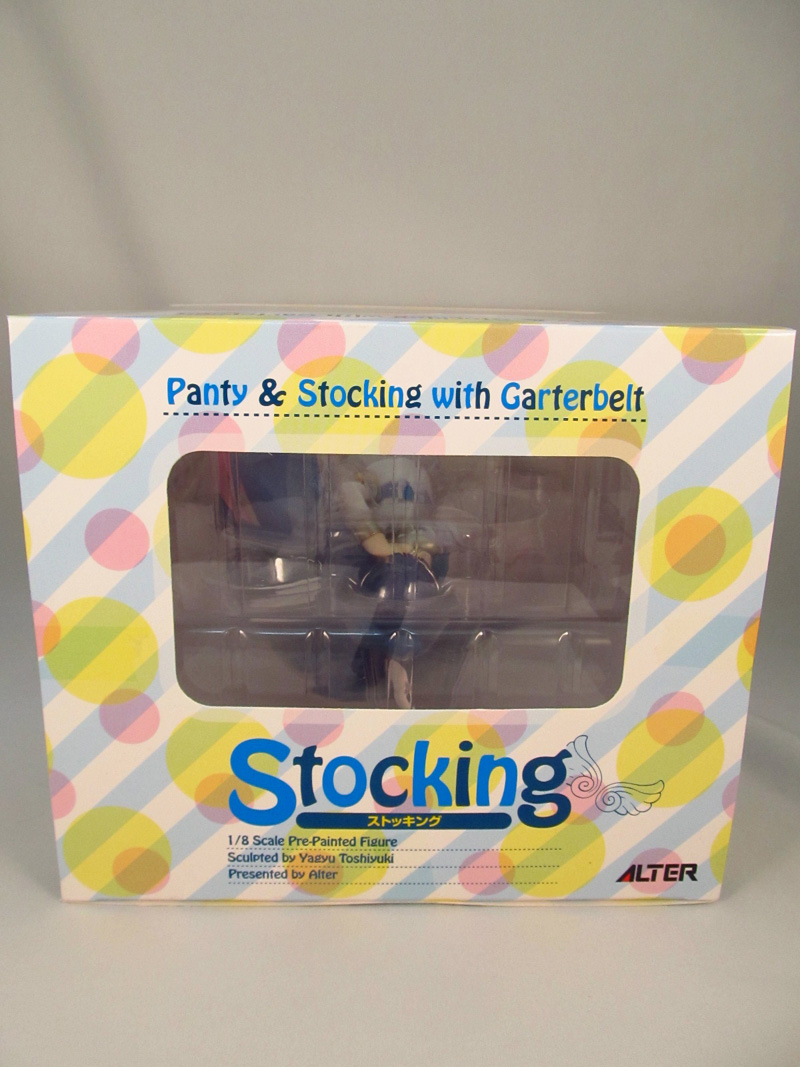 Panty & Stocking with Garterbelt
Stocking
ストッキング
1/8 Scale Pre-Painted Figure
Sculpted by Yagyu Toshiyuki
Presented by Alter
ALTER